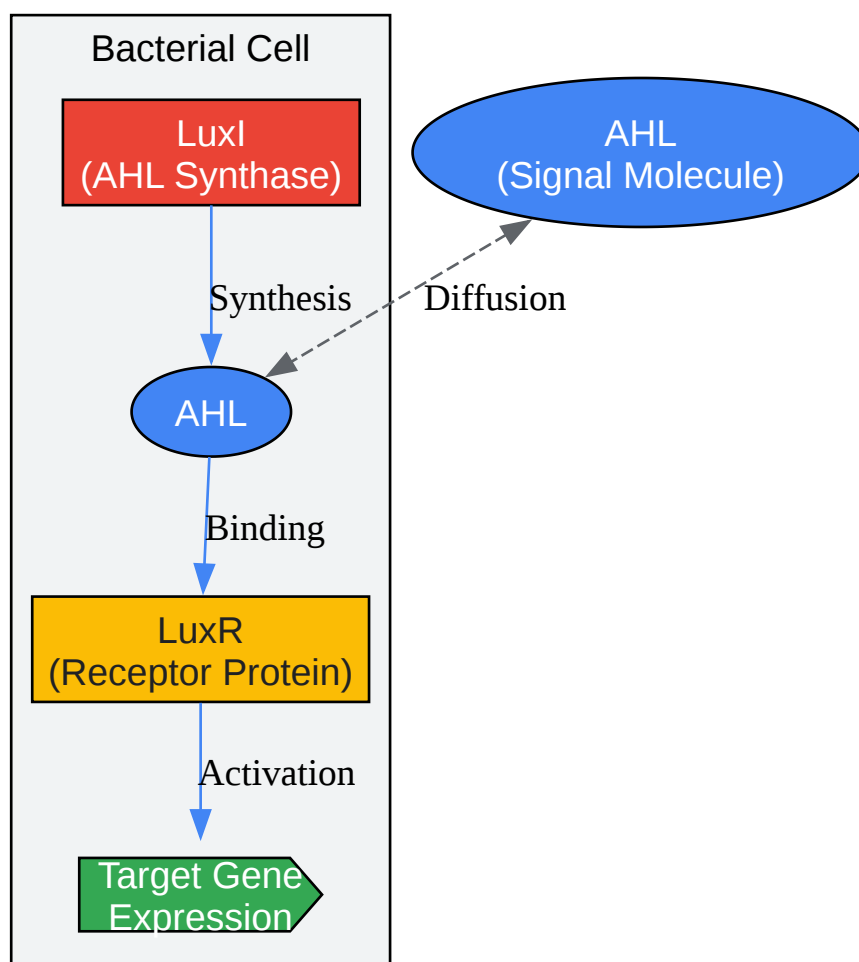 Bacterial Cell
LuxI
(AHL Synthase)
AHL
(Signal Molecule)
Synthesis
Diffusion
AHL
Binding
LuxR
(Receptor Protein)
Activation
Target Gene
Expression